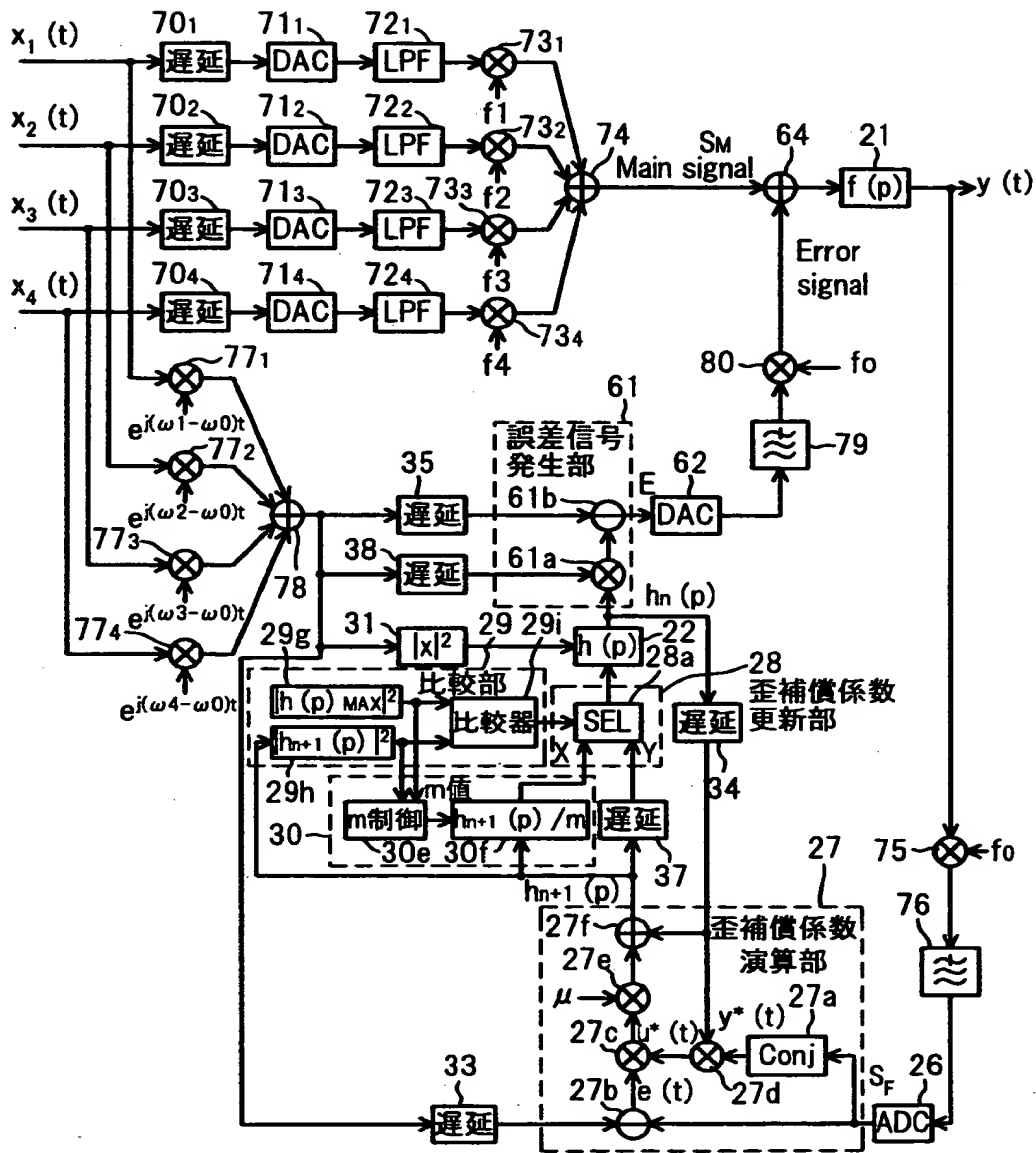 x1 (t)
70₁
遅延
71₁
DAC
72₁
LPF
73₁
f1
x2 (t)
70₂
遅延
71₂
DAC
72₂
LPF
73₂
f2
74
SM
Main signal
64
21
f (p)
y (t)
x3 (t)
70₃
遅延
71₃
DAC
72₃
LPF
73₃
f3
Error
signal
x4 (t)
70₄
遅延
71₄
DAC
72₄
LPF
73₄
f4
77₁
e^j(ω1-ω0)t
80
fo
61
誤差信号
発生部
79
77₂
e^j(ω2-ω0)t
35
遅延
61b
E
62
DAC
77₃
e^j(ω3-ω0)t
78
38
遅延
61a
hn (p)
77₄
e^j(ω4-ω0)t
31
|x|²
29
29i
h (p)
22
28a
28
29g
|h (p) MAX|²
比較部
比較器
SEL
X
Y
遅延
34
歪補償係数
更新部
|hn+1 (p) |²
29h
m値
30
m制御
30e
hn+1 (p) /m
30f
遅延
37
hn+1 (p)
75
fo
27
27f
歪補償係数
演算部
76
27e
μ
27c
u* (t)
y* (t)
27a
Conj
27d
33
遅延
27b
e (t)
SF
26
ADC